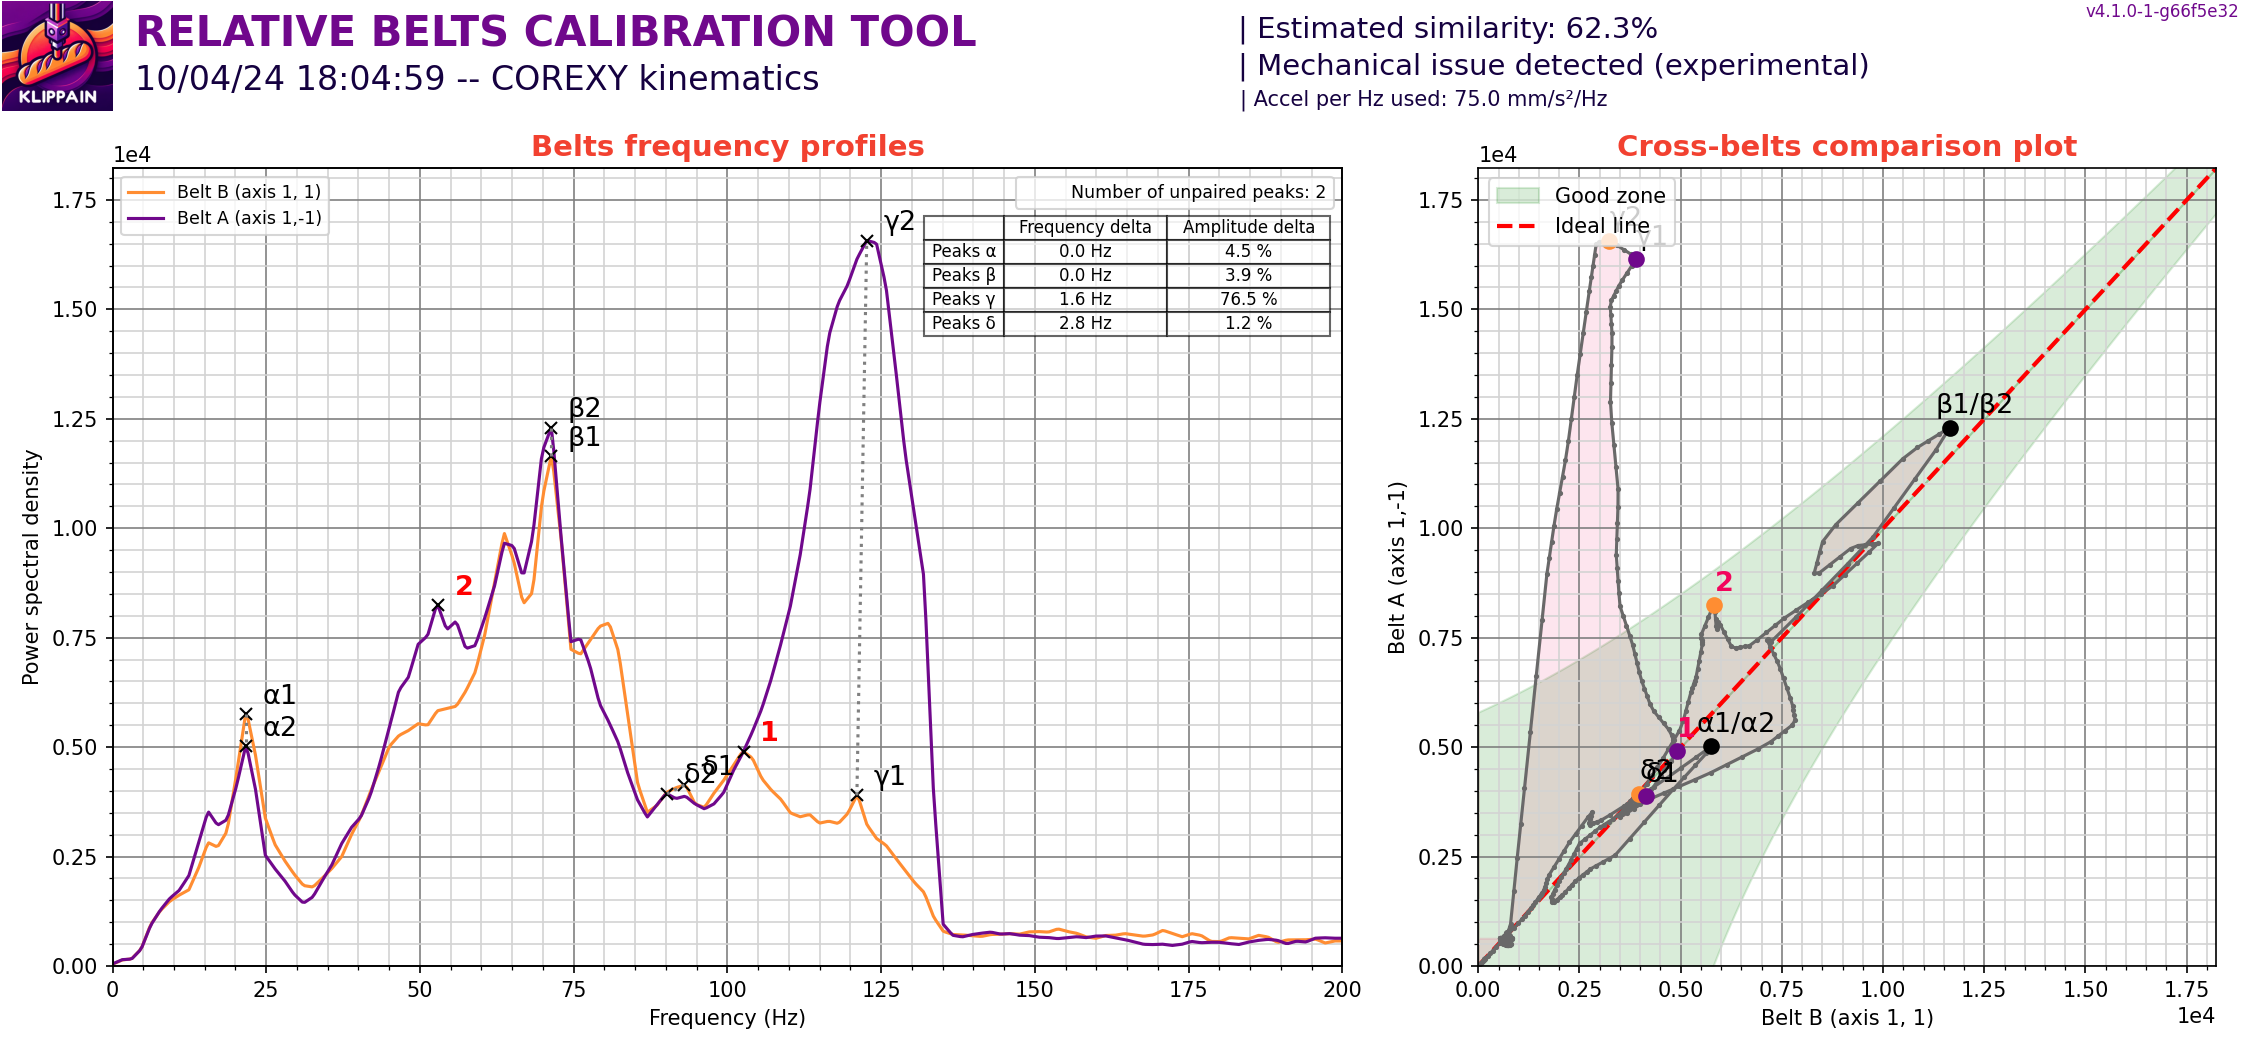 KLIPPAIN
RELATIVE BELTS CALIBRATION TOOL
10/04/24 18:04:59 -- COREXY kinematics
| Estimated similarity: 62.3%
| Mechanical issue detected (experimental)
| Accel per Hz used: 75.0 mm/s²/Hz
v4.1.0-1-g66f5e32
Belts frequency profiles
1e4
Belt B (axis 1, 1)
Belt A (axis 1,-1)
Number of unpaired peaks: 2
Frequency delta Amplitude delta
Peaks α 0.0 Hz 4.5 %
Peaks β 0.0 Hz 3.9 %
Peaks γ 1.6 Hz 76.5 %
Peaks δ 2.8 Hz 1.2 %
γ2
β2
β1
2
α1
α2
1
δ1
δ2
γ1
1.75
1.50
1.25
1.00
0.75
0.50
0.25
0.00
Power spectral density
0 25 50 75 100 125 150 175 200
Frequency (Hz)
Cross-belts comparison plot
1e4
Good zone
Ideal line
γ2
γ1
β1/β2
2
1
α1/α2
δ2
δ1
1.75
1.50
1.25
1.00
0.75
0.50
0.25
0.00
Belt A (axis 1,-1)
0.00 0.25 0.50 0.75 1.00 1.25 1.50 1.75
1e4
Belt B (axis 1, 1)